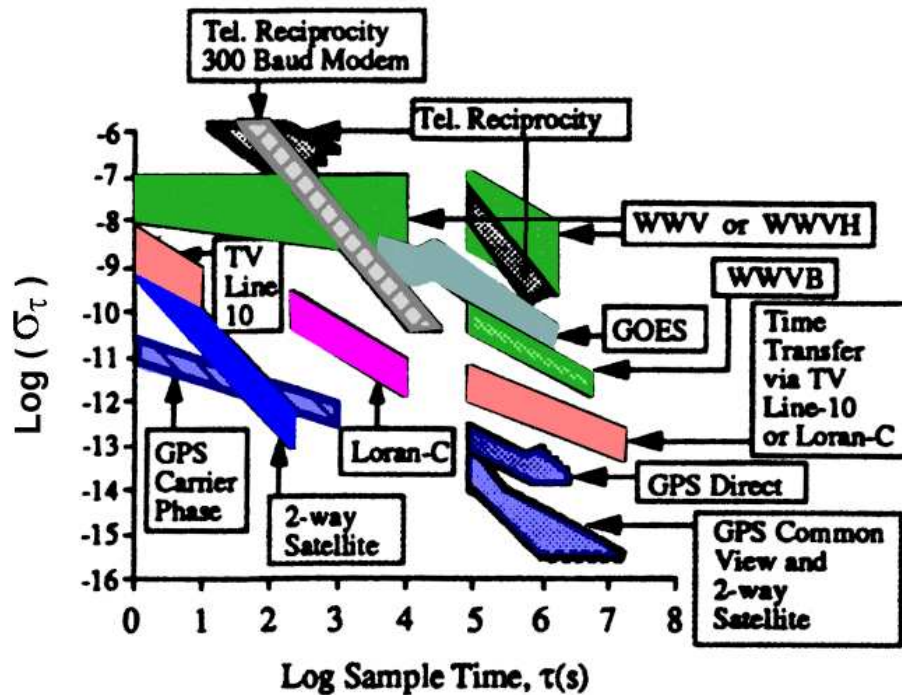 Tel. Reciprocity
300 Baud Modem
Tel. Reciprocity
-6
-7
-8
-9
-10
-11
-12
-13
-14
-15
-16
Log (στ)
WWV or WWVH
TV
Line-
10
WWVB
GOES
Time
Transfer
via TV
Line-10
or Loran-C
GPS
Carrier
Phase
Loran-C
2-way
Satellite
GPS Direct
GPS Common
View and
2-way
Satellite
0 1 2 3 4 5 6 7 8
Log Sample Time, τ(s)